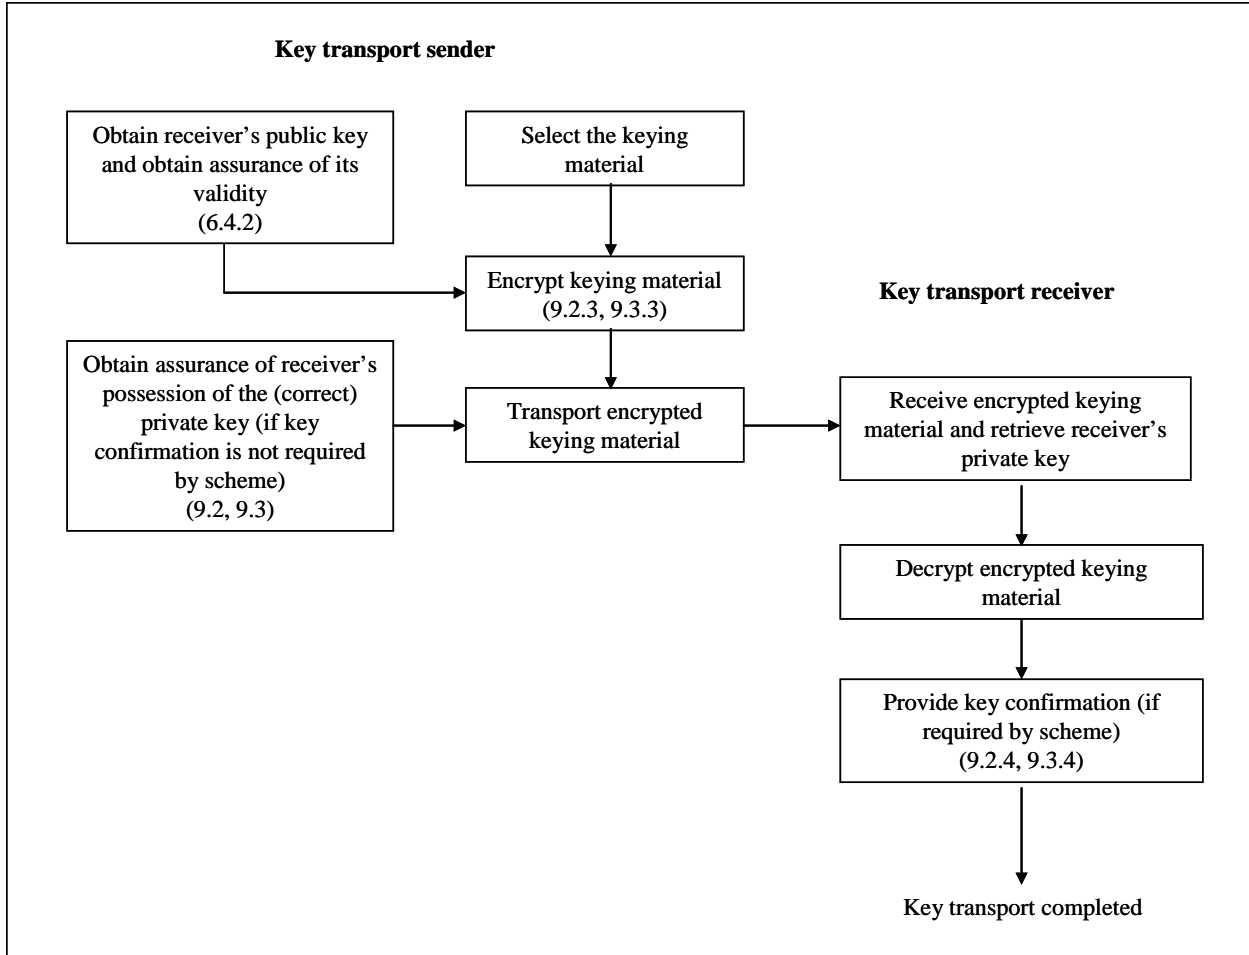 Key transport sender
Obtain receiver's public key
and obtain assurance of its
validity
(6.4.2)
Select the keying
material
Encrypt keying material
(9.2.3, 9.3.3)
Key transport receiver
Obtain assurance of receiver's
possession of the (correct)
private key (if key
confirmation is not required
by scheme)
(9.2, 9.3)
Transport encrypted
keying material
Receive encrypted keying
material and retrieve receiver's
private key
Decrypt encrypted keying
material
Provide key confirmation (if
required by scheme)
(9.2.4, 9.3.4)
Key transport completed